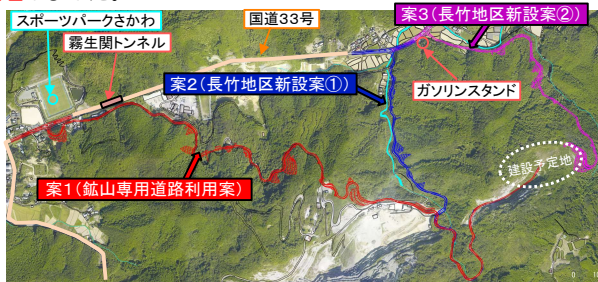 スポーツパークさかわ
霧生関トンネル
国道33号
案3(長竹地区新設案②)
案2(長竹地区新設案①)
ガソリンスタンド
建設予定地
案1(鉱山専用道路利用案)